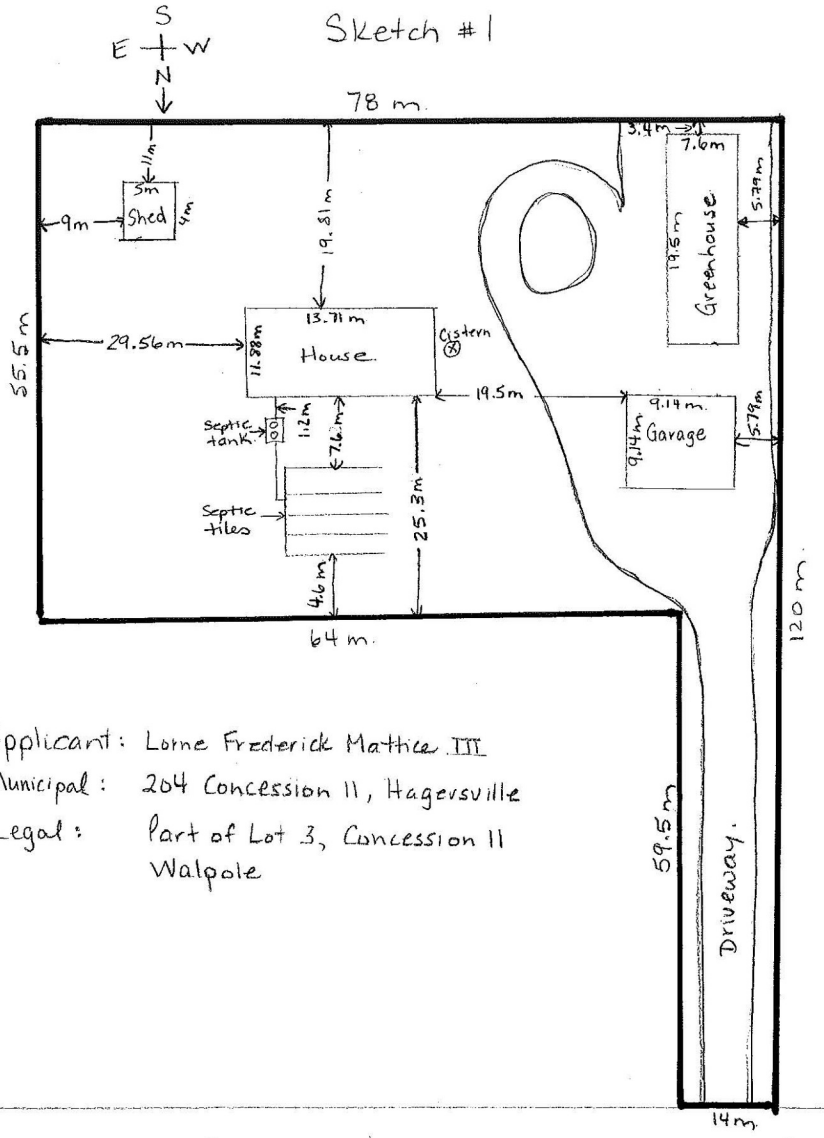 Sketch #1
S
E W
N
78 m.
11m
5m
Shed
4m
9m
19.81m
3.4m
7.6m
19.5m
Greenhouse
5.79m
55.5m
29.56m
13.71 m
11.88m
House
Cistern
19.5m
9.14m.
9.14m
Garage
5.79m
Septic
tank
1.2m
7.6m
25.3m
Septic
tiles
4.6m
64 m.
120 m.
pplicant: Lorne Frederick Mattice III
Municipal: 204 Concession 11, Hagersville
Legal: Part of Lot 3, Concession 11
Walpole
59.5m
Driveway.
14m